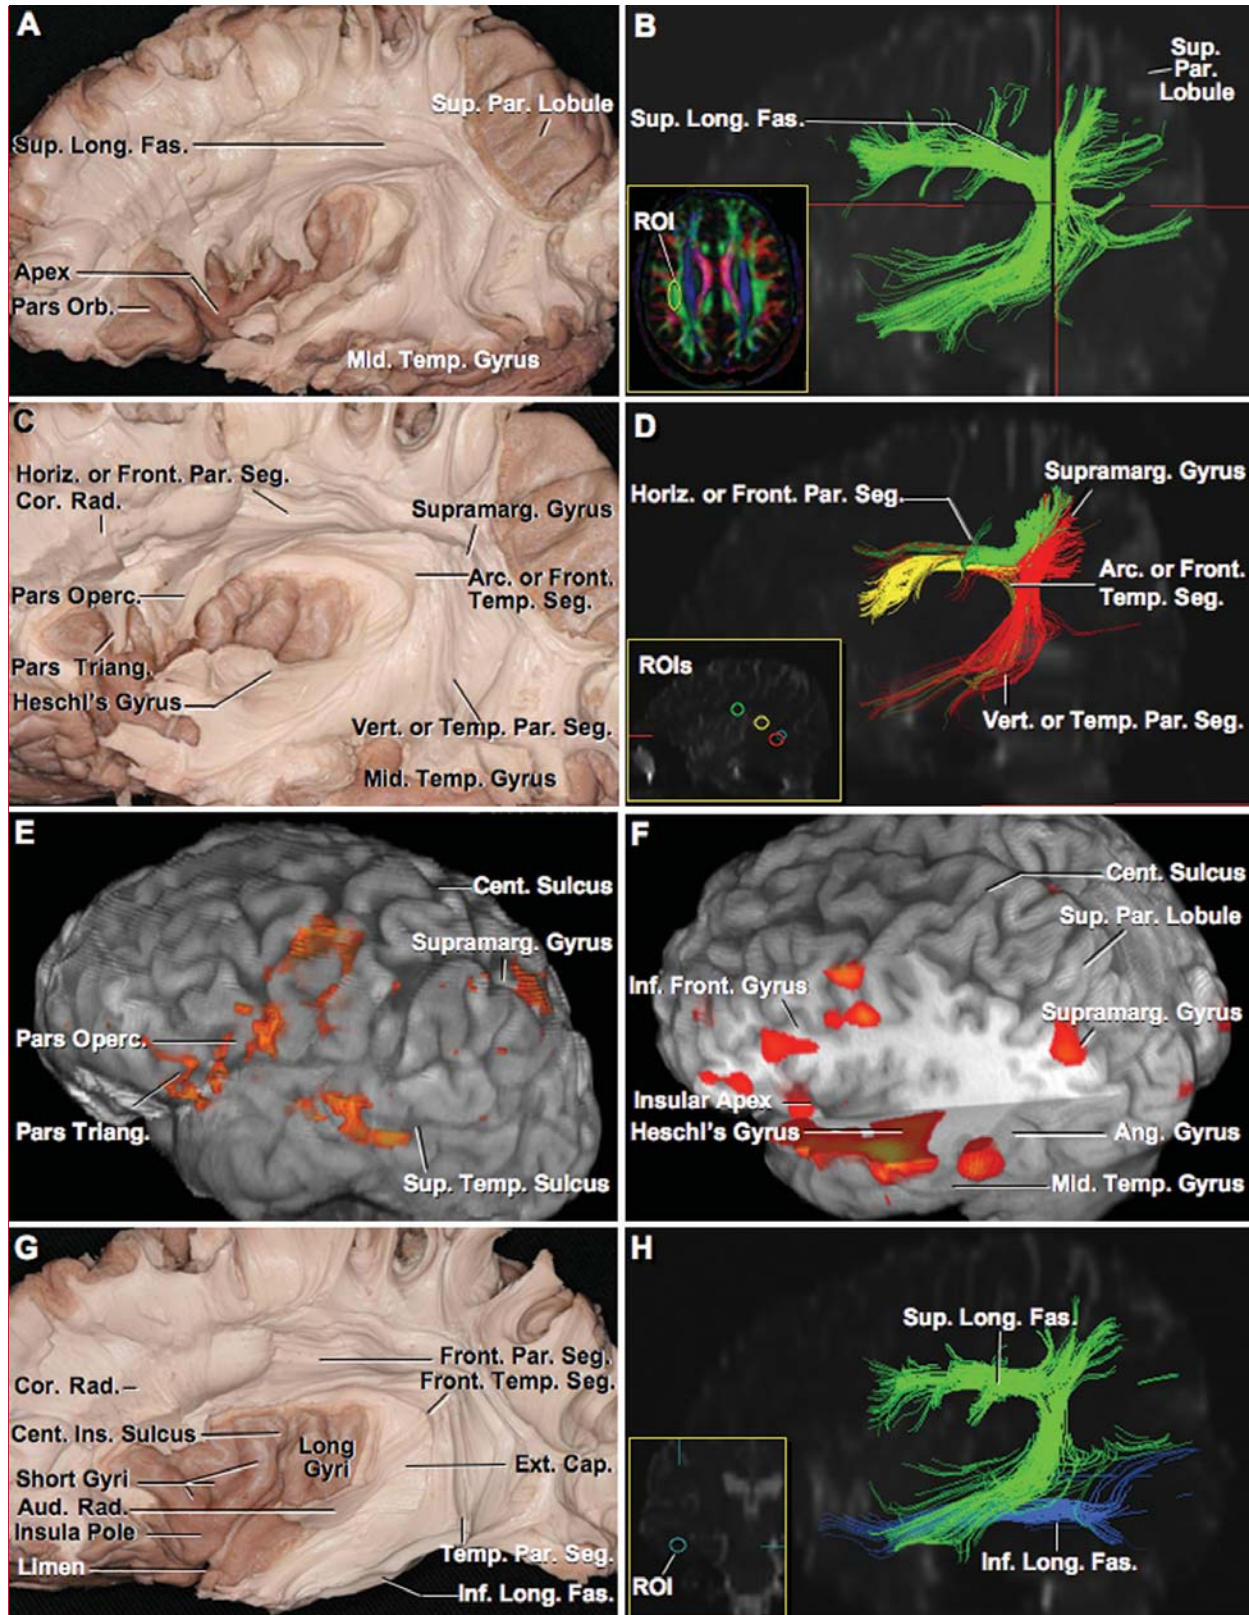 A
Sup. Par. Lobule
Sup. Long. Fas.
Apex
Pars Orb.
Mid. Temp. Gyrus
B
Sup.
Par.
Lobule
Sup. Long. Fas.
ROI
C
Horiz. or Front. Par. Seg.
Cor. Rad.
Supramarg. Gyrus
Arc. or Front.
Temp. Seg.
Pars Operc.
Pars Triang.
Heschl's Gyrus
Vert. or Temp. Par. Seg.
Mid. Temp. Gyrus
D
Supramarg. Gyrus
Horiz. or Front. Par. Seg.
Arc. or Front.
Temp. Seg.
ROIs
Vert. or Temp. Par. Seg.
E
Cent. Sulcus
Supramarg. Gyrus
Pars Operc.
Pars Triang.
Sup. Temp. Sulcus
F
Cent. Sulcus
Sup. Par. Lobule
Inf. Front. Gyrus
Supramarg. Gyrus
Insular Apex
Heschl's Gyrus
Ang. Gyrus
Mid. Temp. Gyrus
G
Front. Par. Seg.
Front. Temp. Seg.
Cor. Rad.
Cent. Ins. Sulcus
Long
Gyri
Ext. Cap.
Short Gyri
Aud. Rad.
Insula Pole
Limen
Temp. Par. Seg.
Inf. Long. Fas.
H
Sup. Long. Fas.
Inf. Long. Fas.
ROI